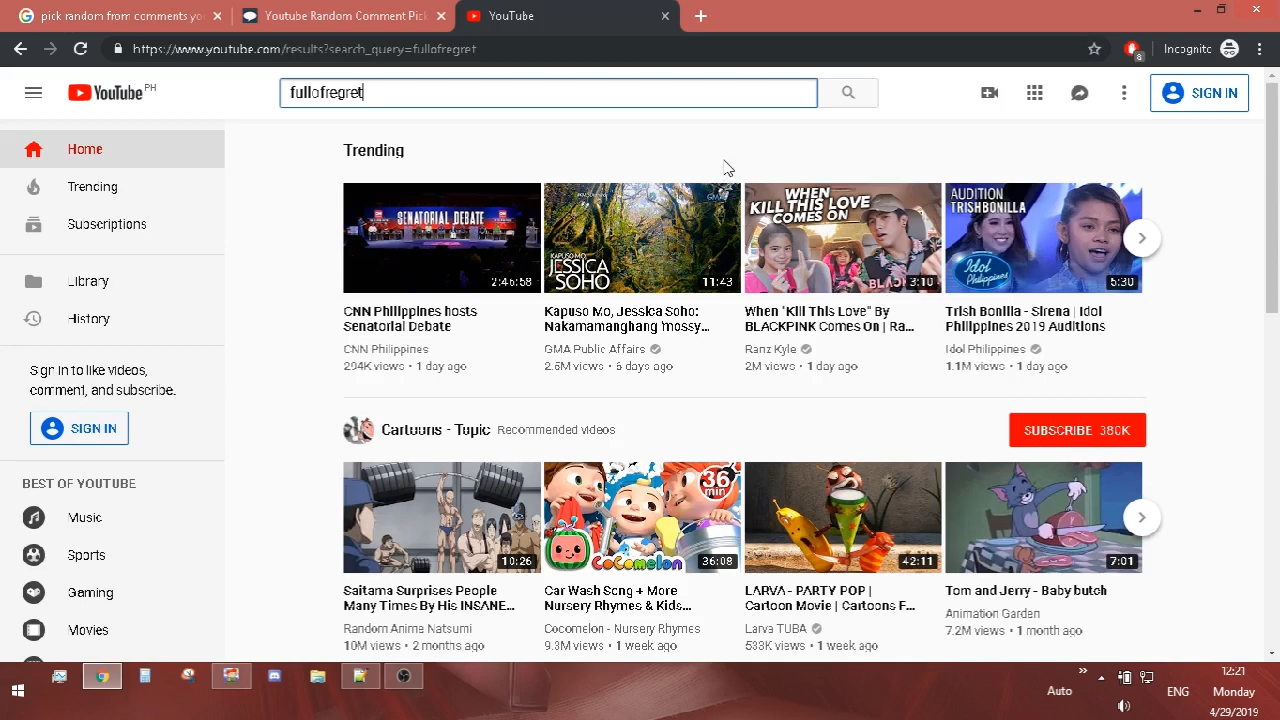 pick random from comments yo
Youtube Random Comment Pick
YouTube
https://www.youtube.com/results?search_query=fullofregret
8
Incognito
YouTube PH
fullofregret
SIGN IN
Home
Trending
Subscriptions
Library
History
Sign in to like videos,
comment, and subscribe.
SIGN IN
BEST OF YOUTUBE
Music
Sports
Gaming
Movies
Trending
SENATORIAL DEBATE
2:46:58
CNN Philippines hosts
Senatorial Debate
CNN Philippines
294K views • 1 day ago
KAPUSO MO,
JESSICA
SOHO
GMA
11:43
Kapuso Mo, Jessica Soho:
Nakamamanghang 'mossy...
GMA Public Affairs
2.5M views • 6 days ago
WHEN
KILL THIS LOVE"
COMES ON
BLACK
3:10
When "Kill This Love" By
BLACKPINK Comes On | Ra...
Ranz Kyle
2M views • 1 day ago
AUDITION
TRISHBONILLA
Idol
PHILIPPINES
5:30
Trish Bonilla - Sirena | Idol
Philippines 2019 Auditions
Idol Philippines
1.1M views • 1 day ago
Cartoons - Topic Recommended videos
SUBSCRIBE 380K
10:26
Saitama Surprises People
Many Times By His INSANE...
Random Anime Natsumi
10M views • 2 months ago
36
min
COCOMELON
36:08
Car Wash Song + More
Nursery Rhymes & Kids...
Cocomelon - Nursery Rhymes
9.3M views • 1 week ago
42:11
LARVA - PARTY POP |
Cartoon Movie | Cartoons F...
Larva TUBA
533K views • 1 week ago
7:01
Tom and Jerry - Baby butch
Animation Garden
7.2M views • 1 month ago
Auto
ENG
12:21
Monday
4/29/2019